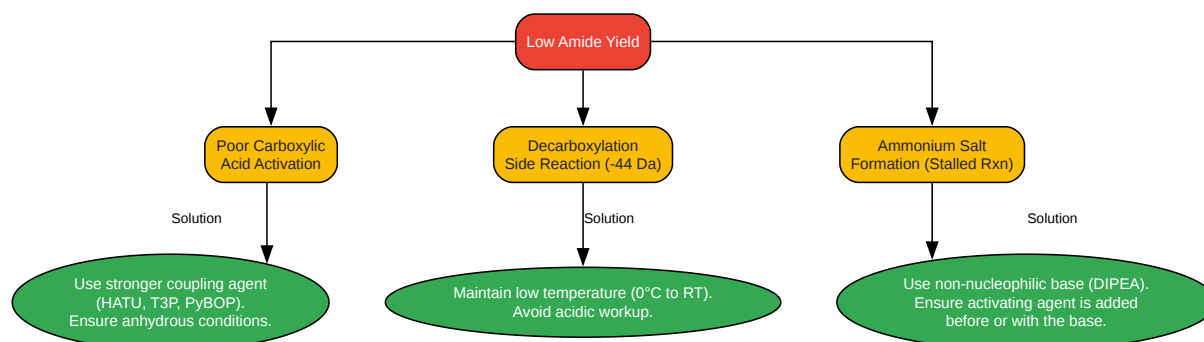 Low Amide Yield
Poor Carboxylic
Acid Activation
Decarboxylation
Side Reaction (-44 Da)
Ammonium Salt
Formation (Stalled Rxn)
Solution
Solution
Solution
Use stronger coupling agent
(HATU, T3P, PyBOP).
Ensure anhydrous conditions.
Maintain low temperature (0°C to RT).
Avoid acidic workup.
Use non-nucleophilic base (DIPEA).
Ensure activating agent is added
before or with the base.